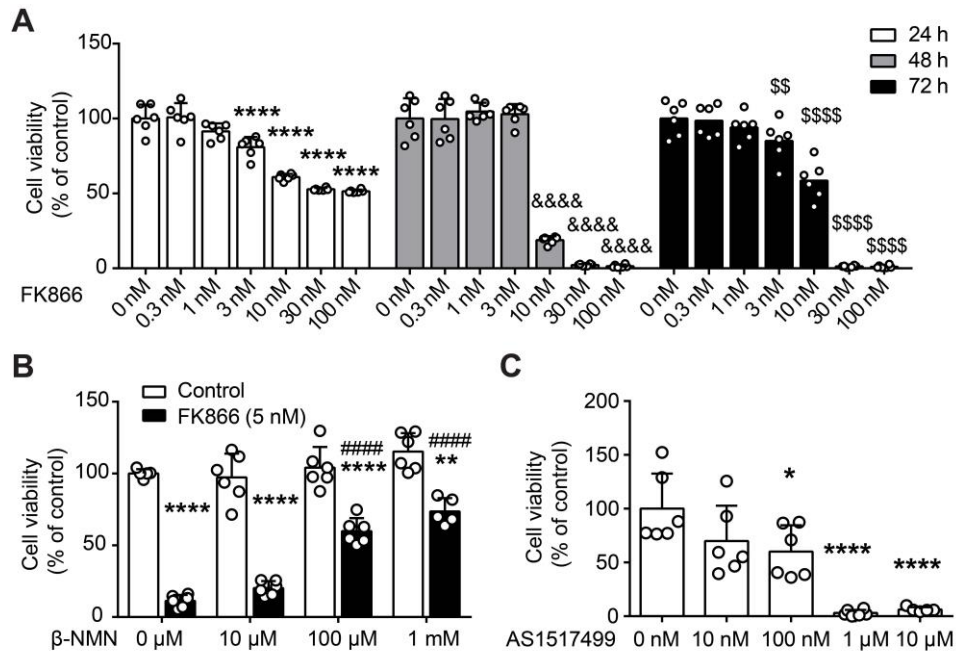 A
150
100
50
0
Cell viability
(% of control)
24 h
48 h
72 h
****
****
****
****
&&&&
&&&&
&&&&
$$
$$$$
$$$$
$$$$
FK866
0 nM
0.3 nM
1 nM
3 nM
10 nM
30 nM
100 nM
0 nM
0.3 nM
1 nM
3 nM
10 nM
30 nM
100 nM
0 nM
0.3 nM
1 nM
3 nM
10 nM
30 nM
100 nM
B
Control
FK866 (5 nM)
150
100
50
0
Cell viability
(% of control)
****
****
####
****
####
**
β-NMN
0 µM
10 µM
100 µM
1 mM
C
200
150
100
50
0
Cell viability
(% of control)
*
****
****
AS1517499
0 nM
10 nM
100 nM
1 µM
10 µM